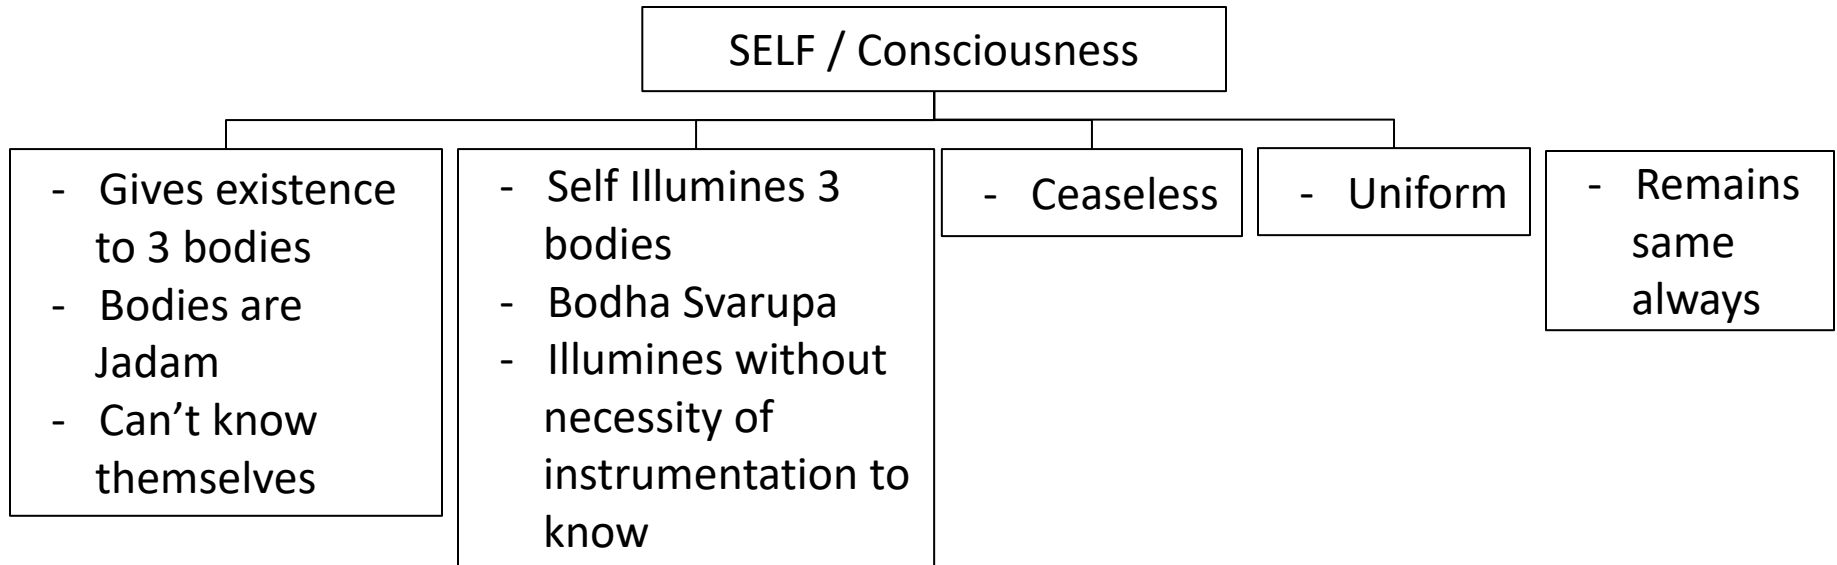 SELF / Consciousness
- Gives existence
to 3 bodies
- Bodies are
Jadam
- Can’t know
themselves
- Self Illumines 3
bodies
- Bodha Svarupa
- Illumines without
necessity of
instrumentation to
know
- Ceaseless
- Uniform
- Remains
same
always